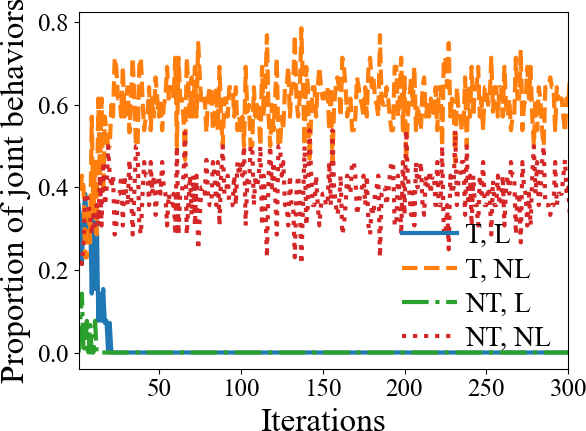 Proportion of joint behaviors
0.8
0.6
0.4
0.2
0.0
T, L
T, NL
NT, L
NT, NL
50
100
150
200
250
300
Iterations